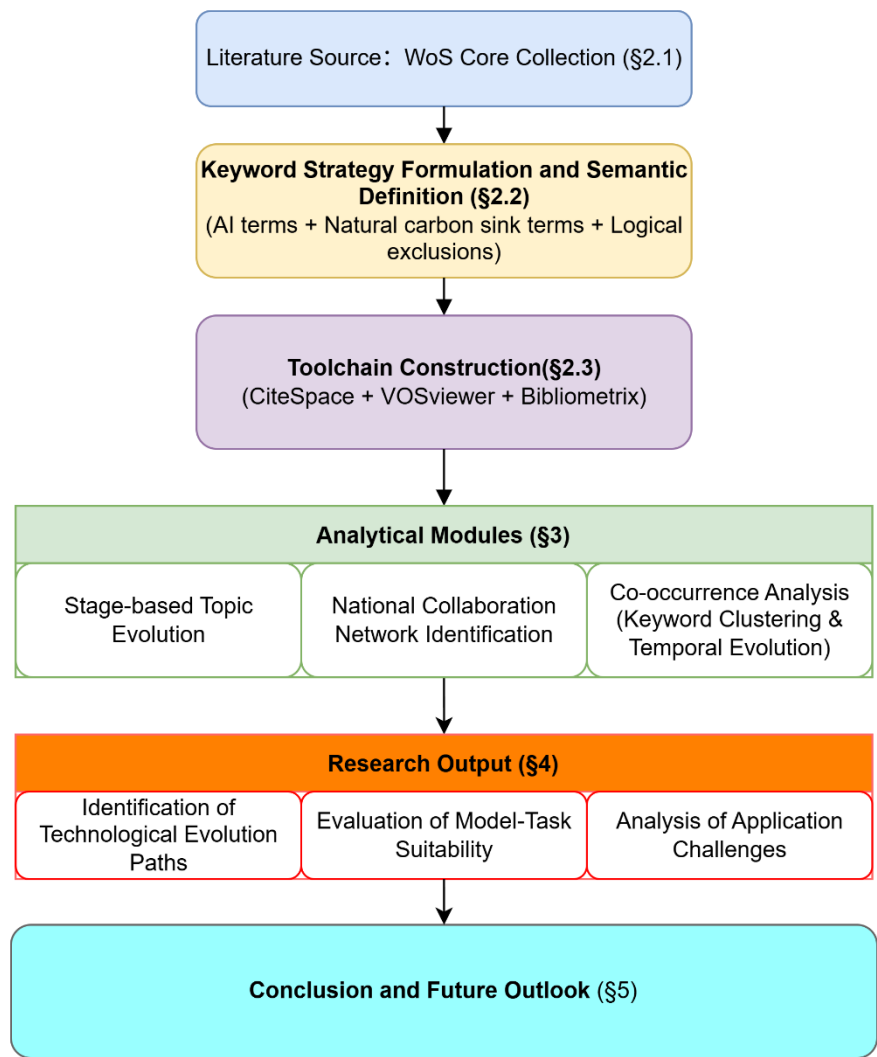 Literature Source：WoS Core Collection (§2.1)
Keyword Strategy Formulation and Semantic
Definition (§2.2)
(AI terms + Natural carbon sink terms + Logical
exclusions)
Toolchain Construction(§2.3)
(CiteSpace + VOSviewer + Bibliometrix)
Analytical Modules (§3)
Stage-based Topic
Evolution
National Collaboration
Network Identification
Co-occurrence Analysis
(Keyword Clustering &
Temporal Evolution)
Research Output (§4)
Identification of
Technological Evolution
Paths
Evaluation of Model-Task
Suitability
Analysis of Application
Challenges
Conclusion and Future Outlook (§5)